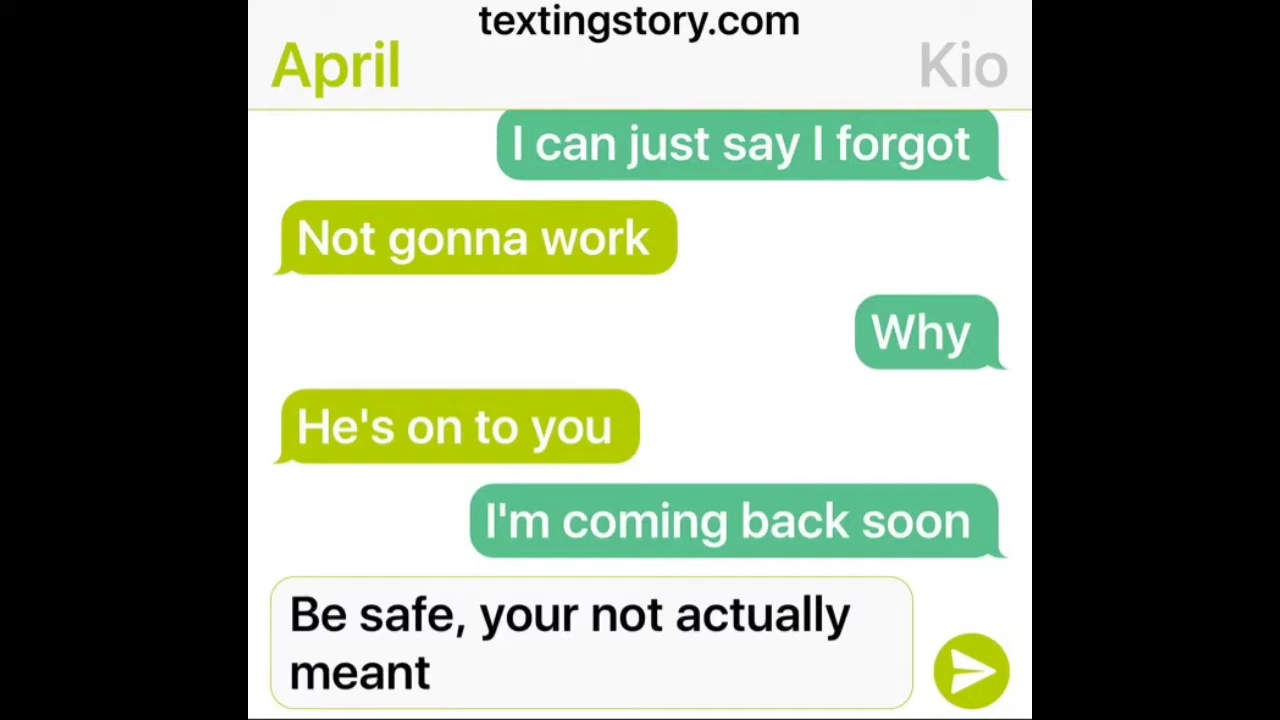 textingstory.com
April Kio
I can just say I forgot
Not gonna work
Why
He's on to you
I'm coming back soon
Be safe, your not actually
meant